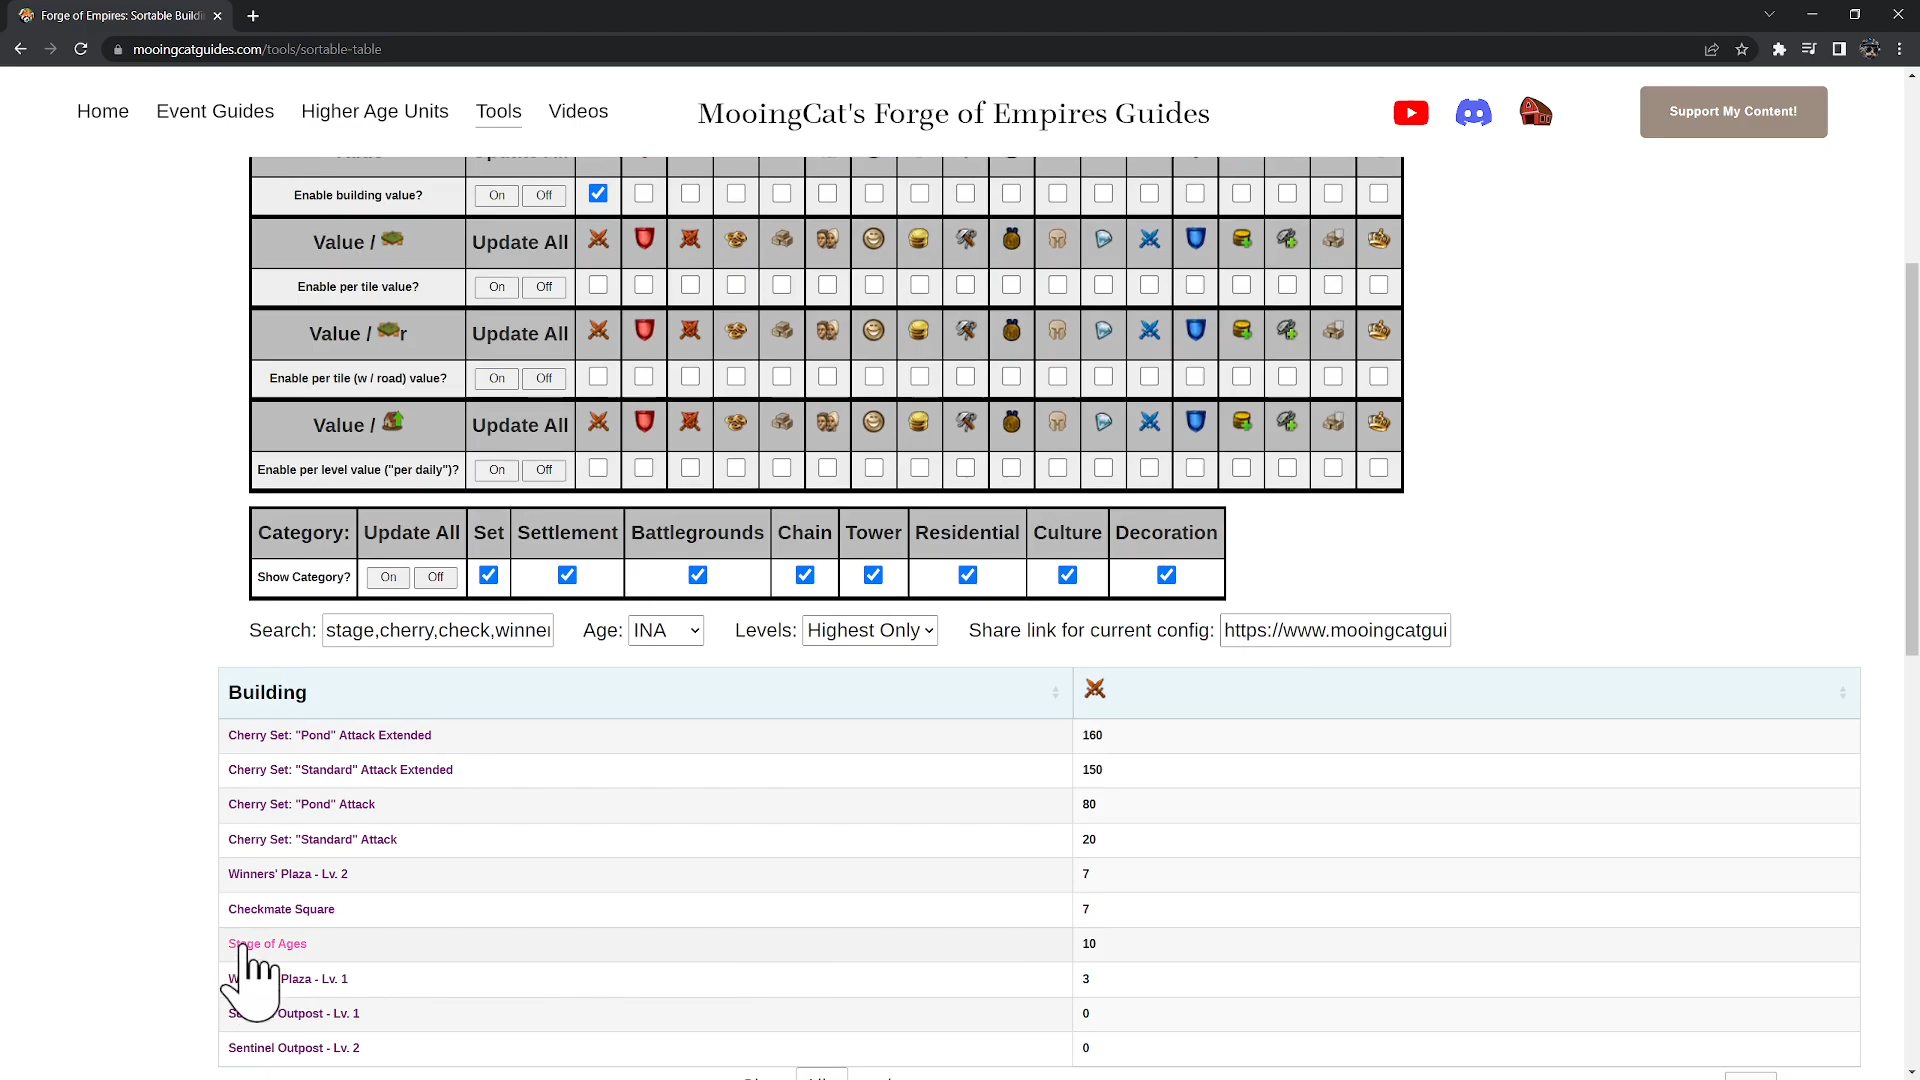 Forge of Empires: Sortable Buildi
mooingcatguides.com/tools/sortable-table
Home Event Guides Higher Age Units Tools Videos MooingCat's Forge of Empires Guides Support My Content!
Enable building value? On Off
Value / Update All
Enable per tile value? On Off
Value / r Update All
Enable per tile (w / road) value? On Off
Value / Update All
Enable per level value ("per daily")? On Off
Category: Update All Set Settlement Battlegrounds Chain Tower Residential Culture Decoration
Show Category? On Off
Search: stage,cherry,check,winner Age: INA Levels: Highest Only Share link for current config: https://www.mooingcatgui
Building
Cherry Set: "Pond" Attack Extended 160
Cherry Set: "Standard" Attack Extended 150
Cherry Set: "Pond" Attack 80
Cherry Set: "Standard" Attack 20
Winners' Plaza - Lv. 2 7
Checkmate Square 7
Stage of Ages 10
Plaza - Lv. 1 3
Outpost - Lv. 1 0
Sentinel Outpost - Lv. 2 0